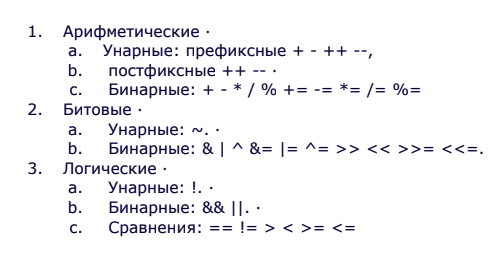 1. Арифметические ·
a. Унарные: префиксные + - ++ --,
b. постфиксные ++ -- ·
c. Бинарные: + - * / % += -= *= /= %=
2. Битовые ·
a. Унарные: ~. ·
b. Бинарные: & | ^ &= |= ^= >> << >>= <<=.
3. Логические ·
a. Унарные: !. ·
b. Бинарные: && ||. ·
c. Сравнения: == != > < >= <=